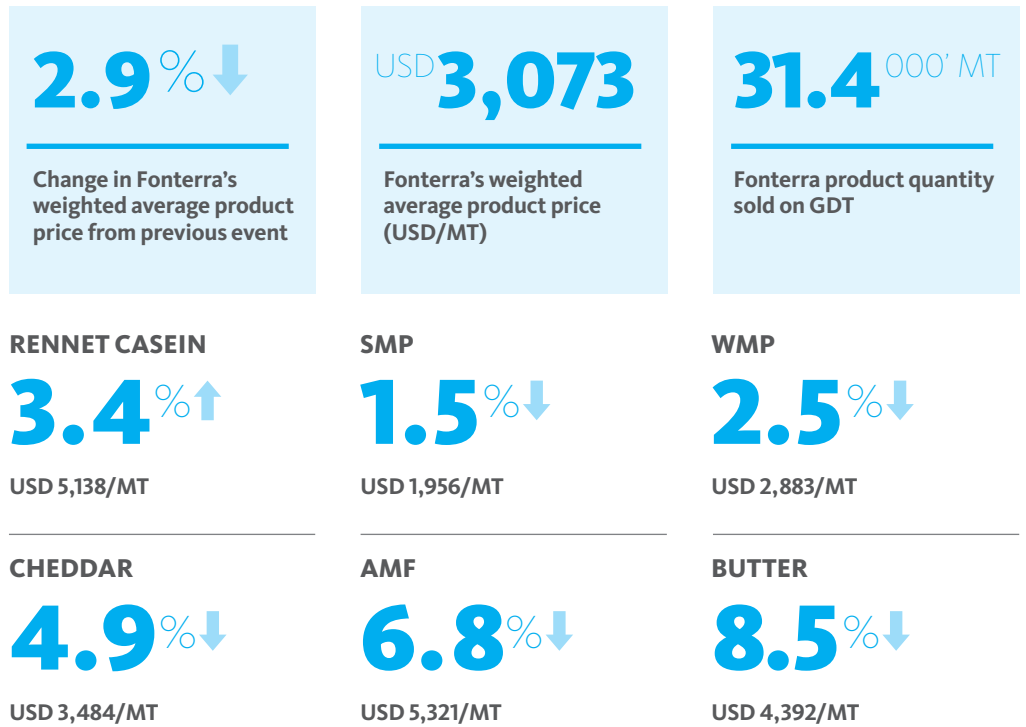 2.9%
Change in Fonterra's
weighted average product
price from previous event
USD 3,073
Fonterra's weighted
average product price
(USD/MT)
31.4 000' MT
Fonterra product quantity
sold on GDT
RENNET CASEIN
3.4%
USD 5,138/MT
SMP
1.5%
USD 1,956/MT
WMP
2.5%
USD 2,883/MT
CHEDDAR
4.9%
USD 3,484/MT
AMF
6.8%
USD 5,321/MT
BUTTER
8.5%
USD 4,392/MT